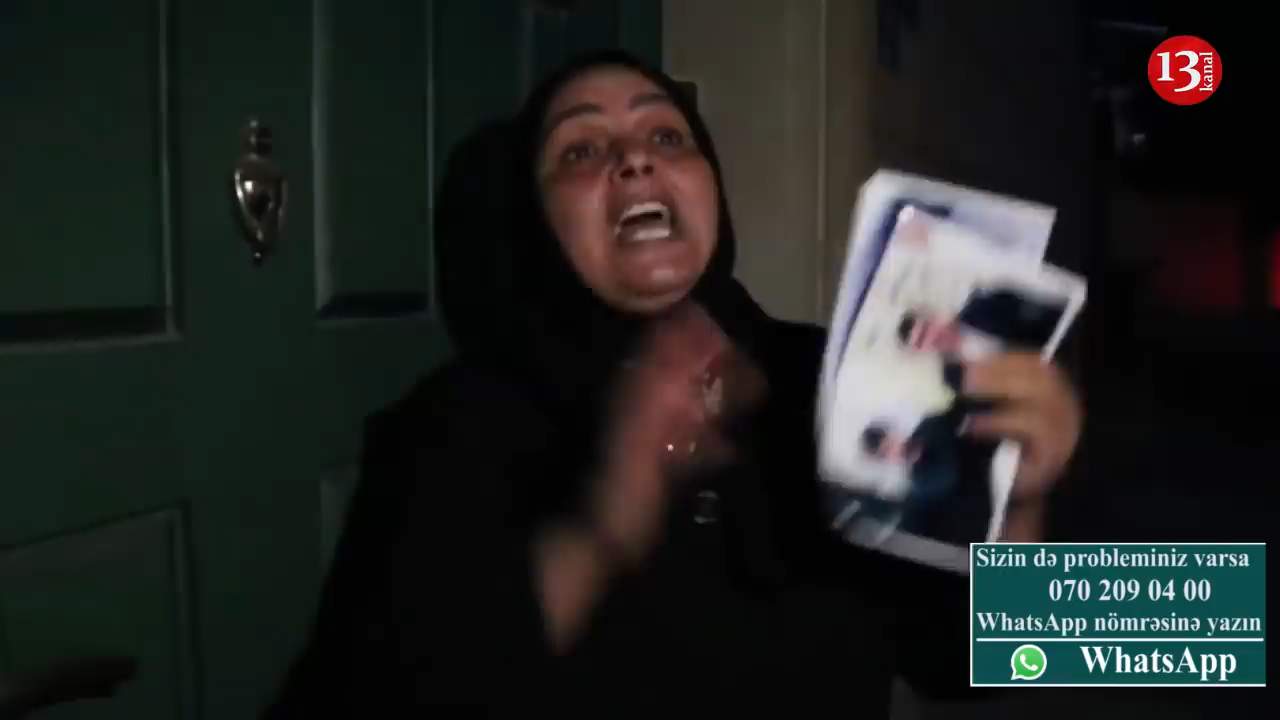 13
kanal
Sizin də probleminiz varsa
070 209 04 00
WhatsApp nömrəsinə yazın
WhatsApp